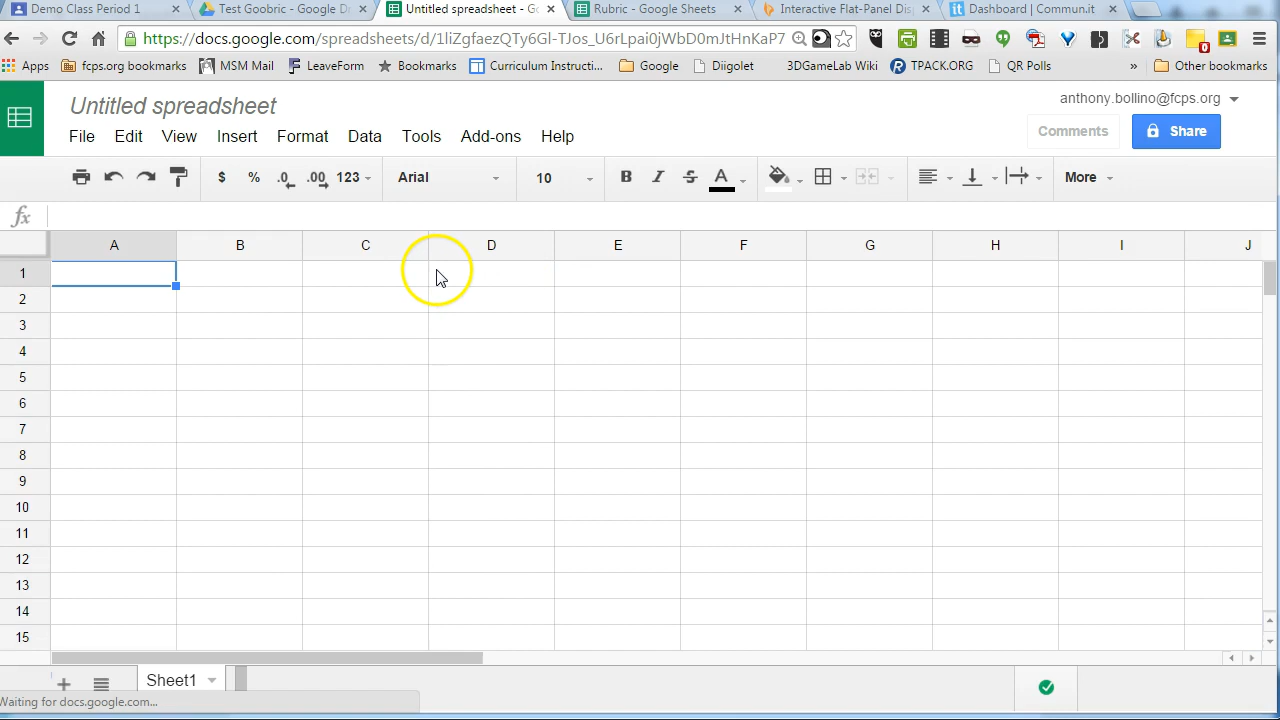 Demo Class Period 1 Test Goobric - Google Dr Untitled spreadsheet - Go Rubric - Google Sheets Interactive Flat-Panel Disp Dashboard | Commun.it
https://docs.google.com/spreadsheets/d/1liZgfaezQTy6Gl-TJos_U6rLpai0jWbD0mJtHnKaP7
0
Apps fcps.org bookmarks MSM Mail LeaveForm Bookmarks Curriculum Instructi... Google Diigolet 3DGameLab Wiki TPACK.ORG QR Polls » Other bookmarks
Untitled spreadsheet
anthony.bollino@fcps.org
File Edit View Insert Format Data Tools Add-ons Help
Comments Share
$ % .0 .00 123 Arial 10 B I S A More
fx
A B C D E F G H I J
1
2
3
4
5
6
7
8
9
10
11
12
13
14
15
+ Sheet1
Waiting for docs.google.com...